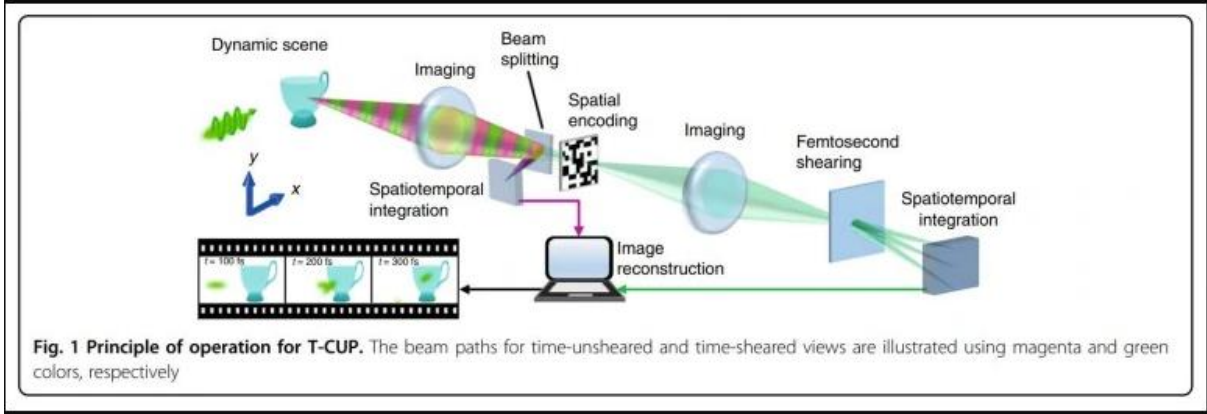 Dynamic scene
Imaging
Beam
splitting
Spatial
encoding
Imaging
Femtosecond
shearing
Spatiotemporal
integration
y
x
Spatiotemporal
integration
Image
reconstruction
t = 100 fs
t = 200 fs
t = 300 fs
Fig. 1 Principle of operation for T-CUP. The beam paths for time-unsheared and time-sheared views are illustrated using magenta and green
colors, respectively